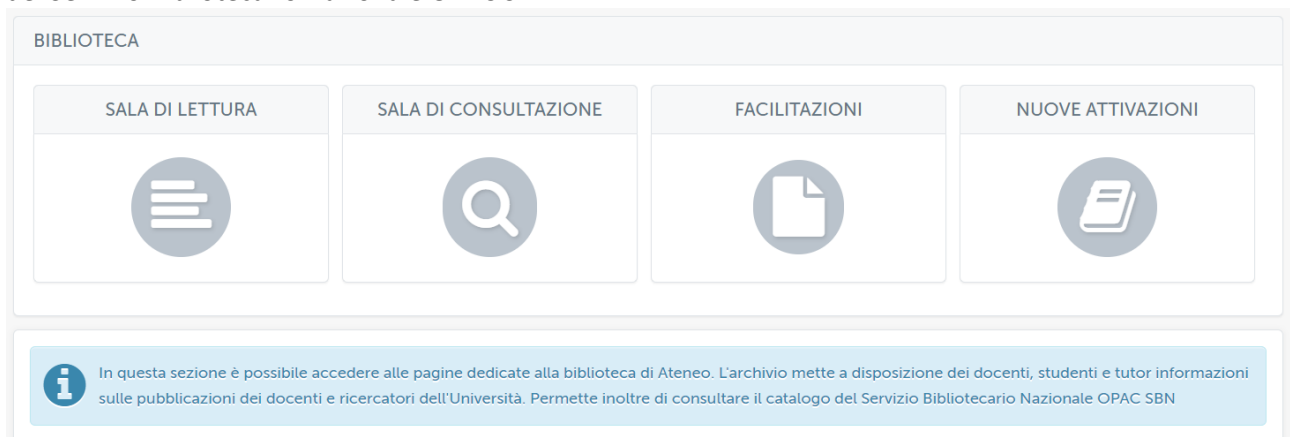 BIBLIOTECA
SALA DI LETTURA
SALA DI CONSULTAZIONE
FACILITAZIONI
NUOVE ATTIVAZIONI
In questa sezione è possibile accedere alle pagine dedicate alla biblioteca di Ateneo. L'archivio mette a disposizione dei docenti, studenti e tutor informazioni
sulle pubblicazioni dei docenti e ricercatori dell'Università. Permette inoltre di consultare il catalogo del Servizio Bibliotecario Nazionale OPAC SBN